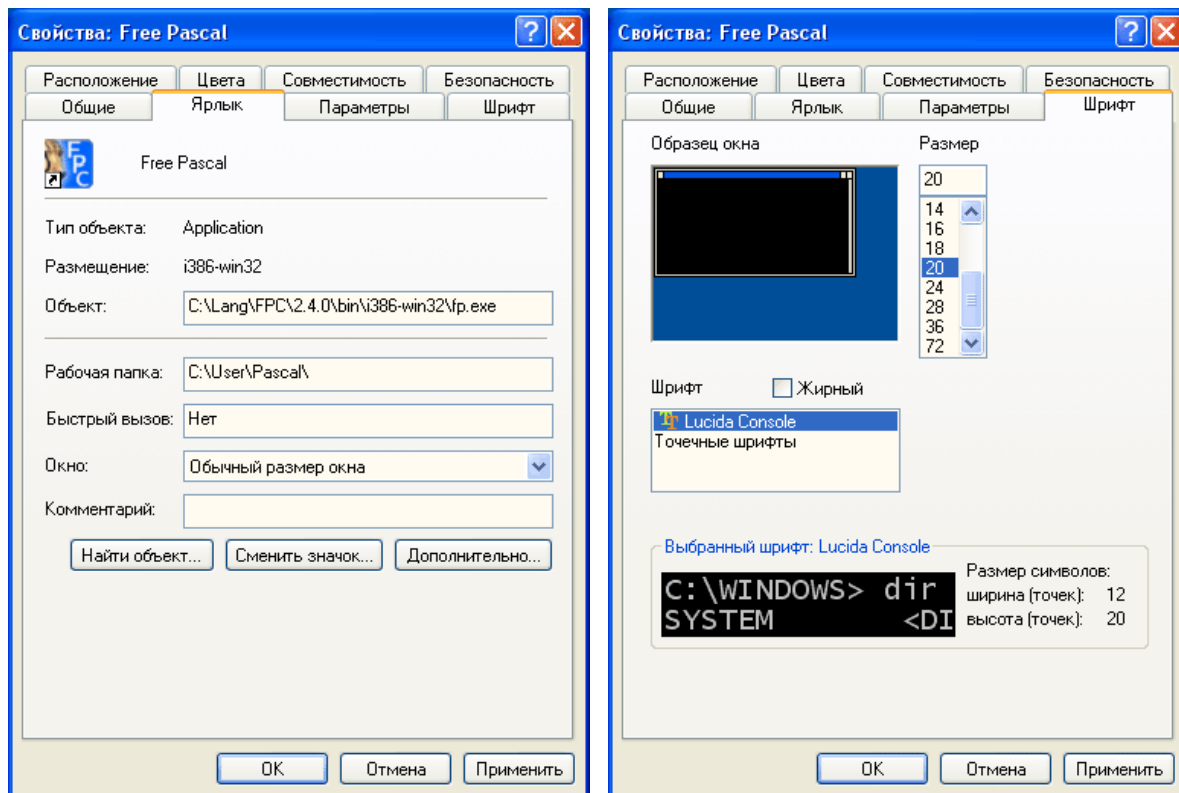 Свойства: Free Pascal
Расположение Цвета Совместимость Безопасность
Общие Ярлык Параметры Шрифт
FPC
Free Pascal
Тип объекта: Application
Размещение: i386-win32
Объект: C:\Lang\FPC\2.4.0\bin\i386-win32\fp.exe
Рабочая папка: C:\User\Pascal\
Быстрый вызов: Нет
Окно: Обычный размер окна
Комментарий:
Найти объект... Сменить значок... Дополнительно...
OK Отмена Применить
Свойства: Free Pascal
Расположение Цвета Совместимость Безопасность
Общие Ярлык Параметры Шрифт
Образец окна Размер
20
14
16
18
20
24
28
36
72
Шрифт Жирный
Lucida Console
Точечные шрифты
Выбранный шрифт: Lucida Console
C:\WINDOWS> dir
SYSTEM <DI
Размер символов:
ширина (точек): 12
высота (точек): 20
OK Отмена Применить